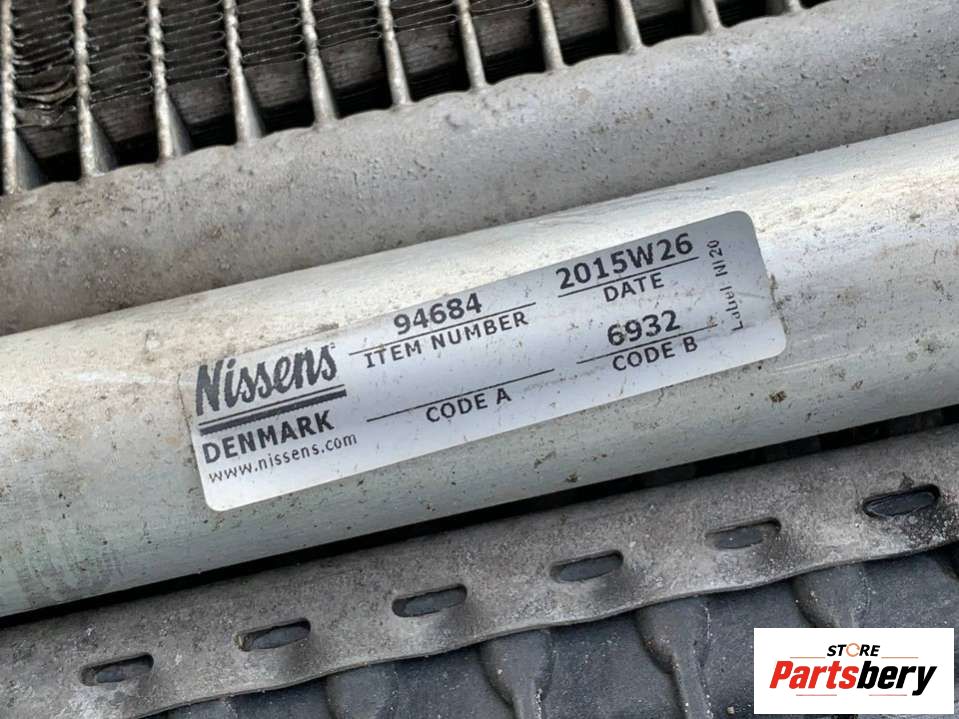 Nissens
DENMARK
www.nissens.com
94684
ITEM NUMBER
2015W26
DATE
CODE A
6932
CODE B
Label NI20
STORE
Partsbery